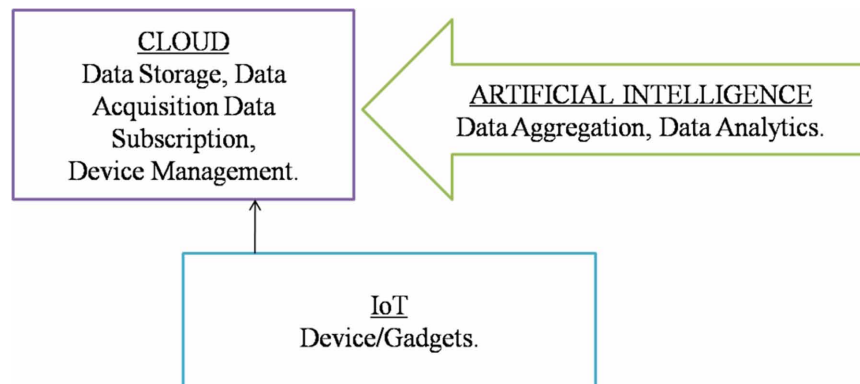 CLOUD
Data Storage, Data
Acquisition Data
Subscription,
Device Management.
ARTIFICIAL INTELLIGENCE
Data Aggregation, Data Analytics.
IoT
Device/Gadgets.